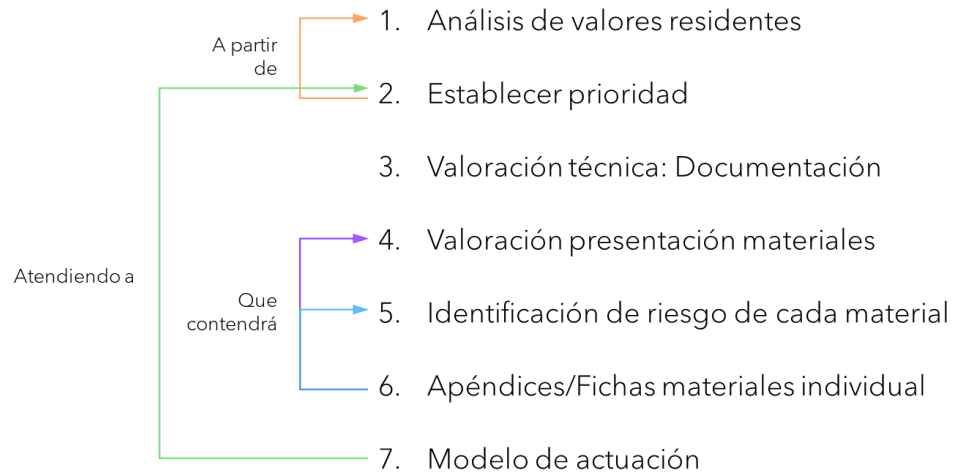 1. Análisis de valores residentes
A partir
de
2. Establecer prioridad
3. Valoración técnica: Documentación
4. Valoración presentación materiales
Atendiendo a
Que
contendrá
5. Identificación de riesgo de cada material
6. Apéndices/Fichas materiales individual
7. Modelo de actuación